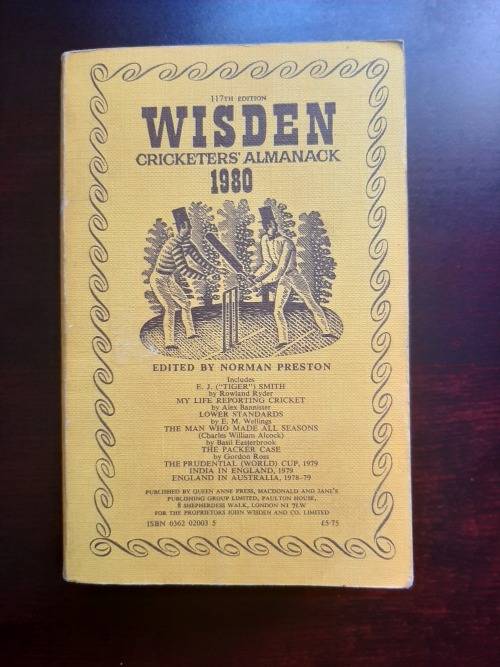 117TH EDITION
WISDEN
CRICKETERS' ALMANACK
1980
EDITED BY NORMAN PRESTON
Includes
E. J. ("TIGER") SMITH
by Rowland Ryder
MY LIFE REPORTING CRICKET
by Alex Bannister
LOWER STANDARDS
by E. M. Wellings
THE MAN WHO MADE ALL SEASONS
(Charles William Alcock)
by Basil Easterbrook
THE PACKER CASE
by Gordon Ross
THE PRUDENTIAL (WORLD) CUP, 1979
INDIA IN ENGLAND, 1979
ENGLAND IN AUSTRALIA, 1978-79
PUBLISHED BY QUEEN ANNE PRESS, MACDONALD AND JANE'S
PUBLISHING GROUP LIMITED, PAULTON HOUSE,
8 SHEPHERDESS WALK, LONDON N1 7LW
FOR THE PROPRIETORS JOHN WISDEN AND CO. LIMITED
ISBN 0362 02003 5 £5·75